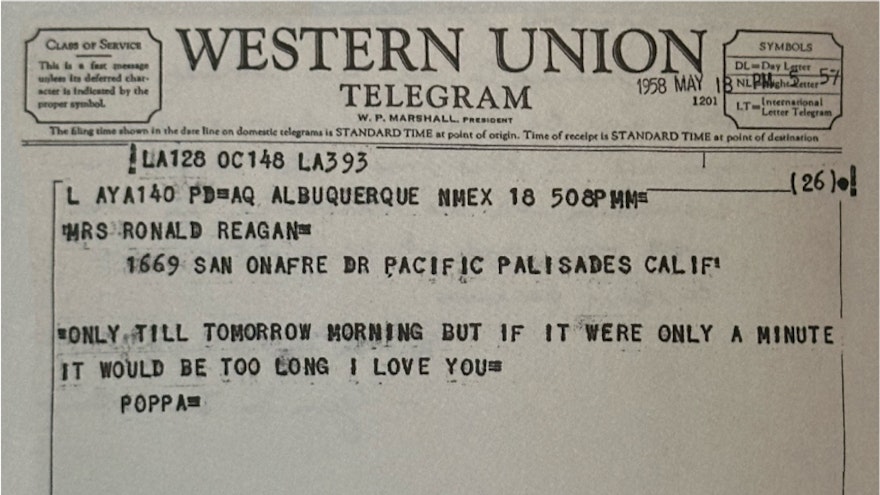 CLASS OF SERVICE
This is a fast message
unless its deferred char-
acter is indicated by the
proper symbol.
WESTERN UNION
TELEGRAM
W. P. MARSHALL, PRESIDENT
1201
SYMBOLS
DL=Day Letter
NL=Night Letter
LT=International
Letter Telegram
1958 MAY 18 PM 5 57
The filing time shown in the date line on domestic telegrams is STANDARD TIME at point of origin. Time of receipt is STANDARD TIME at point of destination
LA128 OC148 LA393
L AYA140 PD=AQ ALBUQUERQUE NMEX 18 508PMM=
(26)
MRS RONALD REAGAN=
1669 SAN ONAFRE DR PACIFIC PALISADES CALIF
=ONLY TILL TOMORROW MORNING BUT IF IT WERE ONLY A MINUTE
IT WOULD BE TOO LONG I LOVE YOU=
POPPA=